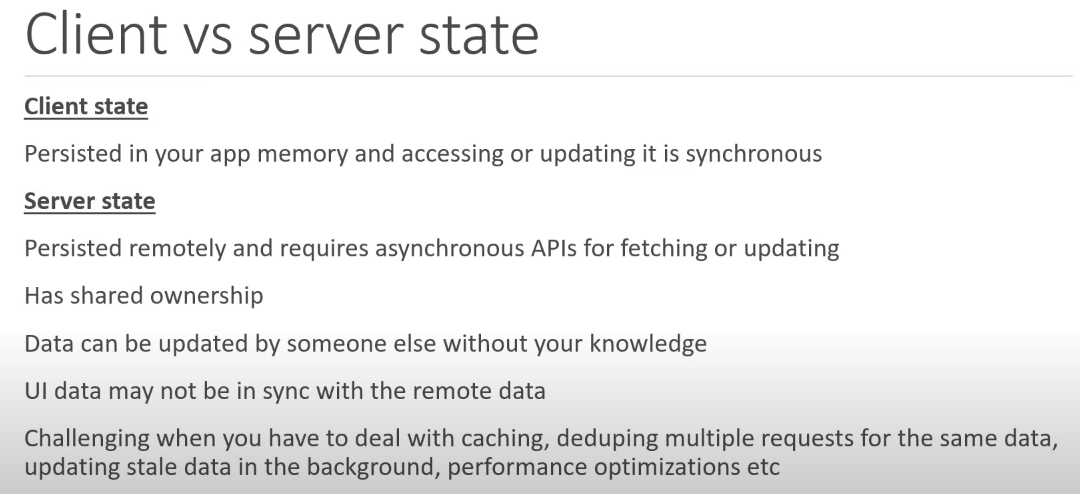 Client vs server state
Client state
Persisted in your app memory and accessing or updating it is synchronous
Server state
Persisted remotely and requires asynchronous APIs for fetching or updating
Has shared ownership
Data can be updated by someone else without your knowledge
UI data may not be in sync with the remote data
Challenging when you have to deal with caching, deduping multiple requests for the same data,
updating stale data in the background, performance optimizations etc